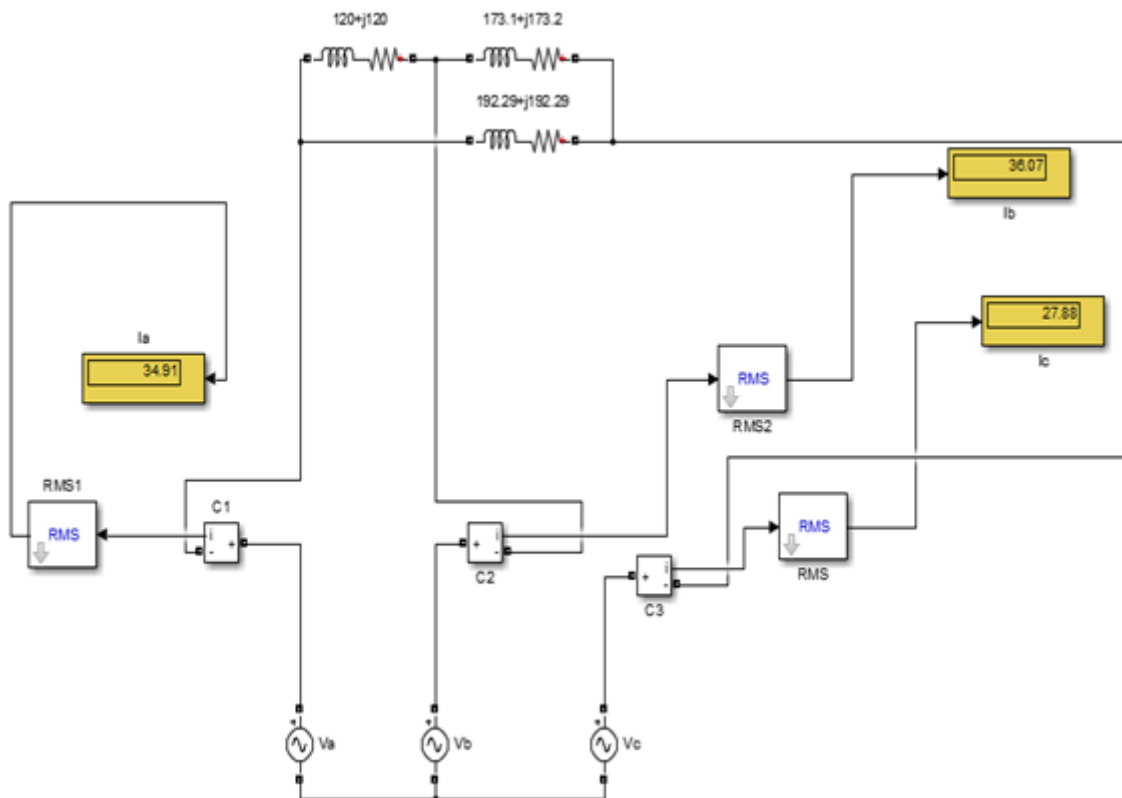 120+j120
173.1+j173.2
192.29+j192.29
36.07
Ib
27.88
Ic
Ia
34.91
RMS
RMS2
RMS1
RMS
C1
i
+
-
+
i
-
C2
RMS
RMS
+
i
-
C3
+
Va
+
Vb
+
Vc